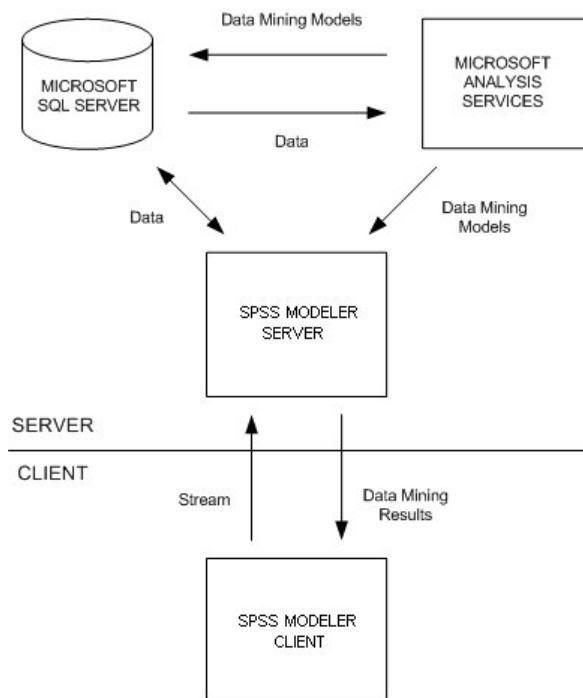 Data Mining Models
MICROSOFT
SQL SERVER
MICROSOFT
ANALYSIS
SERVICES
Data
Data
Data Mining
Models
SPSS MODELER
SERVER
SERVER
CLIENT
Stream
Data Mining
Results
SPSS MODELER
CLIENT